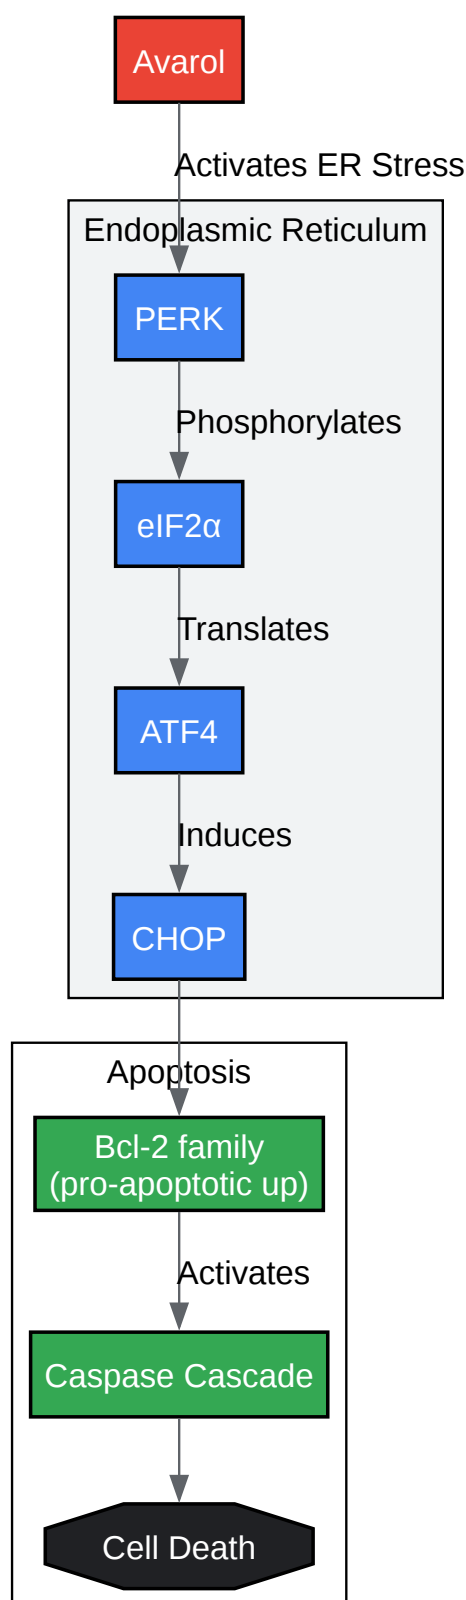 Avarol
Activates ER Stress
Endoplasmic Reticulum
PERK
Phosphorylates
eIF2α
Translates
ATF4
Induces
CHOP
Apoptosis
Bcl-2 family
(pro-apoptotic up)
Activates
Caspase Cascade
Cell Death